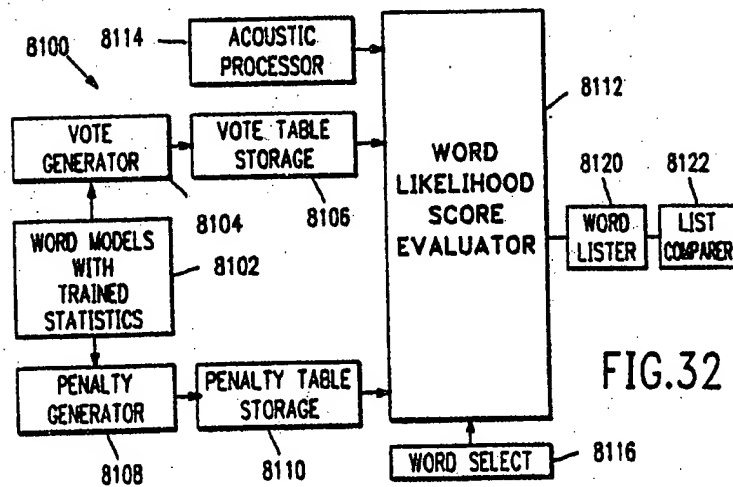 8100
8114
ACOUSTIC
PROCESSOR
8112
VOTE
GENERATOR
8104
VOTE TABLE
STORAGE
8106
WORD
LIKELIHOOD
SCORE
EVALUATOR
8120
WORD
LISTER
8122
LIST
COMPARER
WORD MODELS
WITH
TRAINED
STATISTICS
8102
PENALTY
GENERATOR
8108
PENALTY TABLE
STORAGE
8110
WORD SELECT
8116
FIG.32